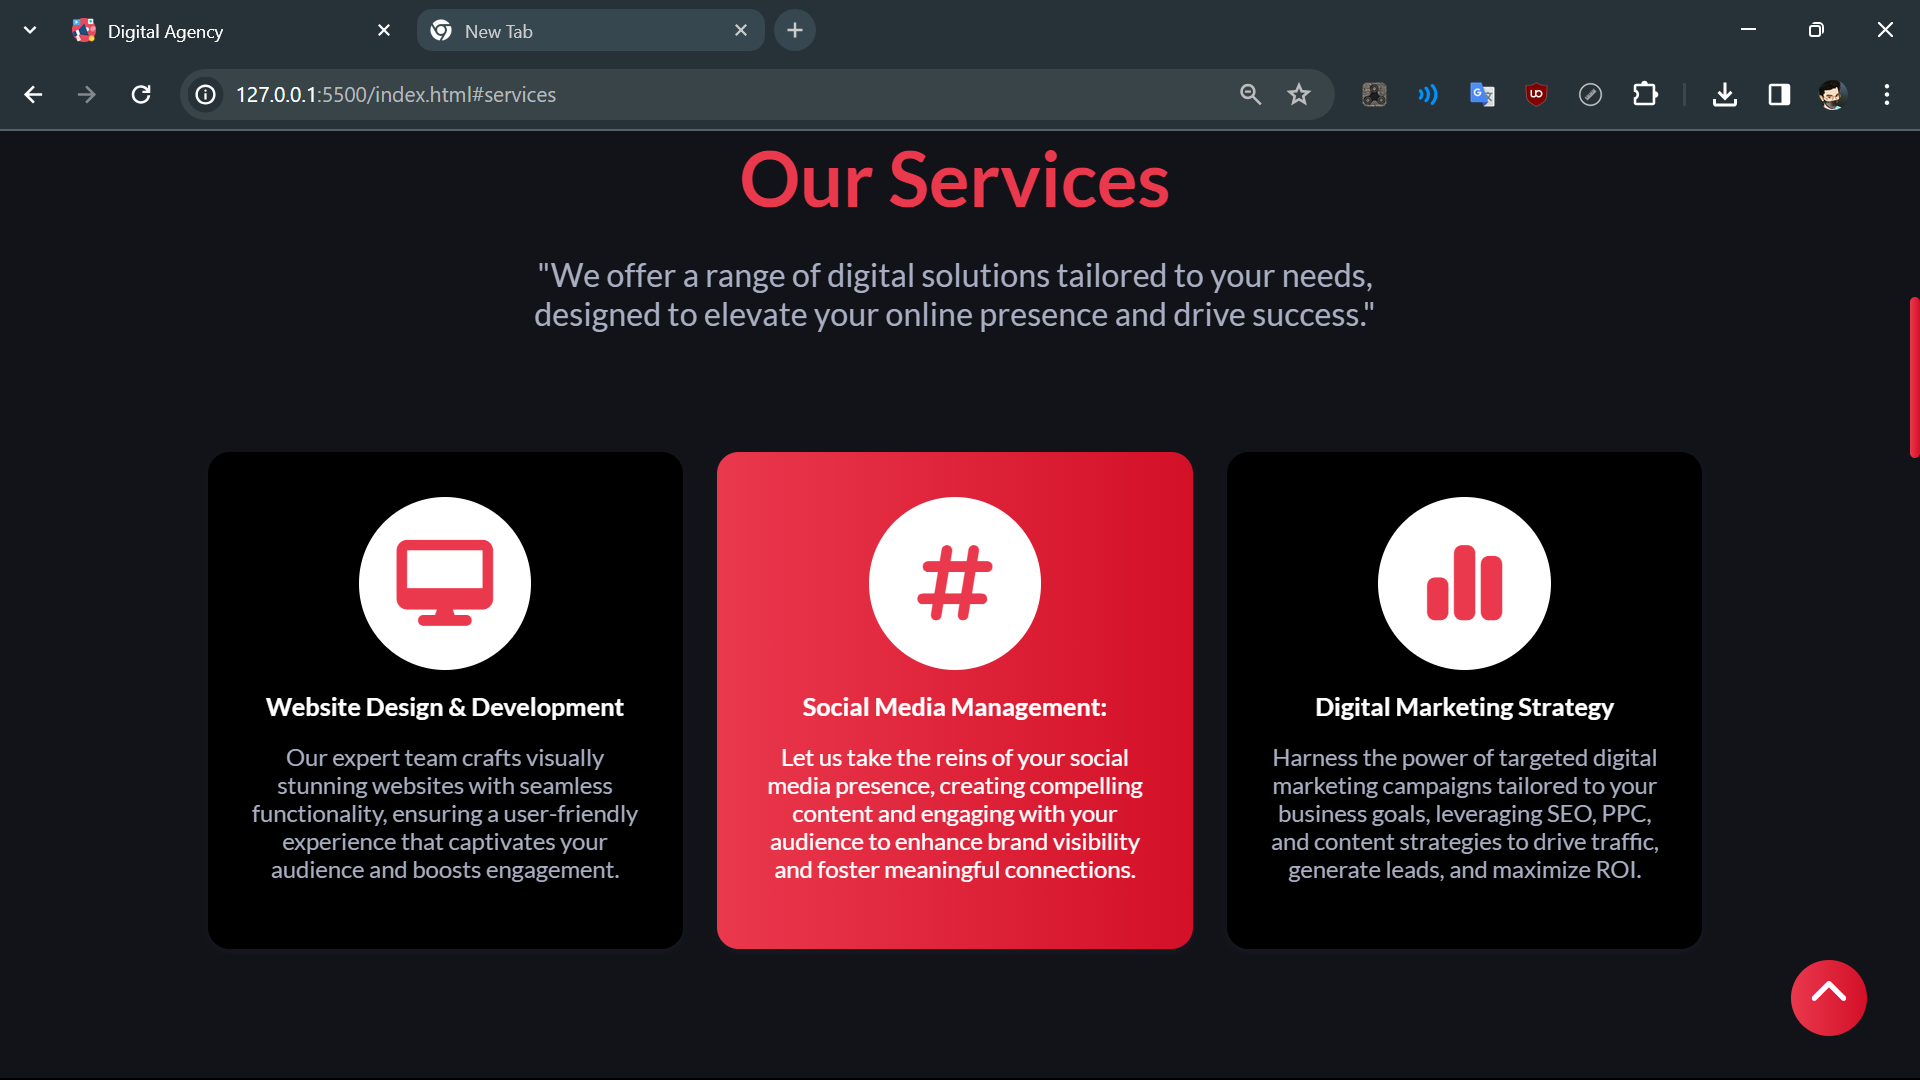 Digital Agency
New Tab
127.0.0.1:5500/index.html#services
Our Services
"We offer a range of digital solutions tailored to your needs,
designed to elevate your online presence and drive success."
Website Design & Development
Our expert team crafts visually
stunning websites with seamless
functionality, ensuring a user-friendly
experience that captivates your
audience and boosts engagement.
Social Media Management:
Let us take the reins of your social
media presence, creating compelling
content and engaging with your
audience to enhance brand visibility
and foster meaningful connections.
Digital Marketing Strategy
Harness the power of targeted digital
marketing campaigns tailored to your
business goals, leveraging SEO, PPC,
and content strategies to drive traffic,
generate leads, and maximize ROI.